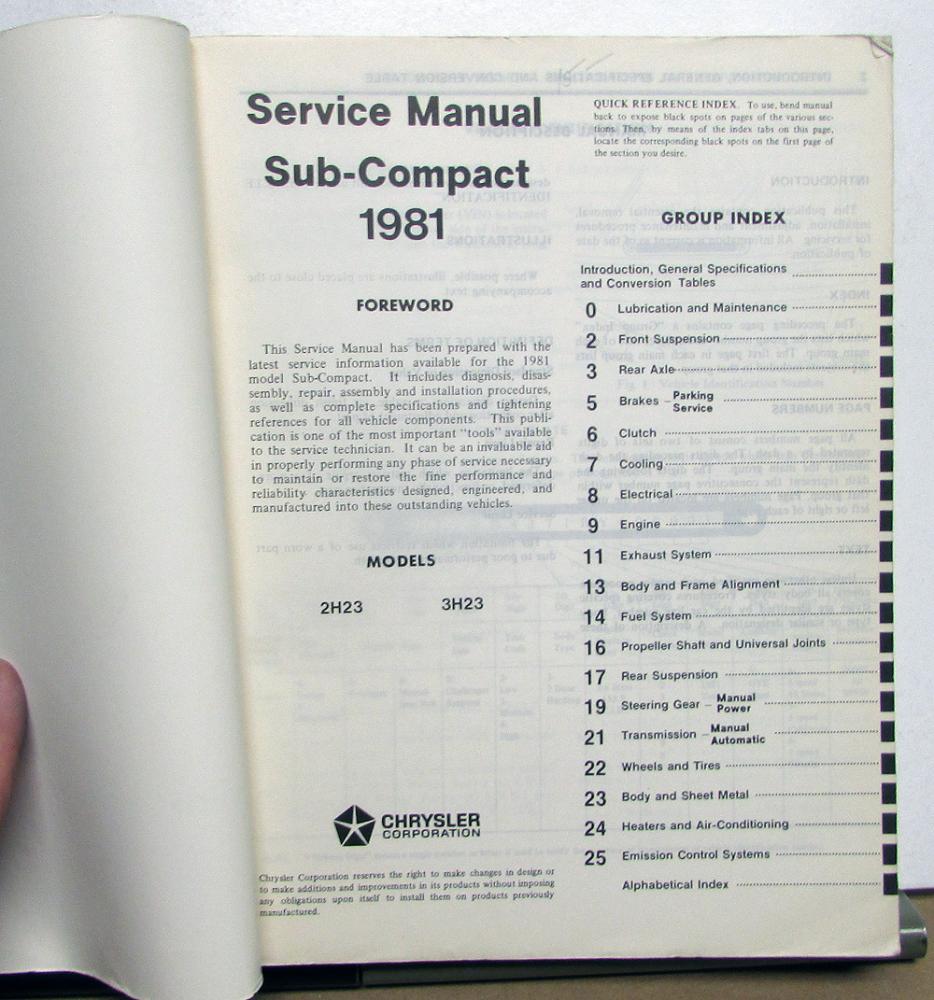 Service Manual
Sub-Compact
1981
FOREWORD
This Service Manual has been prepared with the
latest service information available for the 1981
model Sub-Compact. It includes diagnosis, disas-
sembly, repair, assembly and installation procedures,
as well as complete specifications and tightening
references for all vehicle components. This publi-
cation is one of the most important "tools" available
to the service technician. It can be an invaluable aid
in properly performing any phase of service necessary
to maintain or restore the fine performance and
reliability characteristics designed, engineered, and
manufactured into these outstanding vehicles.
MODELS
2H23 3H23
CHRYSLER
CORPORATION
Chrysler Corporation reserves the right to make changes in design or
to make additions and improvements in its products without imposing
any obligations upon itself to install them on products previously
manufactured.
QUICK REFERENCE INDEX. To use, bend manual
back to expose black spots on pages of the various sec-
tions. Then, by means of the index tabs on this page,
locate the corresponding black spots on the first page of
the section you desire.
GROUP INDEX
Introduction, General Specifications
and Conversion Tables
0 Lubrication and Maintenance
2 Front Suspension
3 Rear Axle
5 Brakes – Parking
Service
6 Clutch
7 Cooling
8 Electrical
9 Engine
11 Exhaust System
13 Body and Frame Alignment
14 Fuel System
16 Propeller Shaft and Universal Joints
17 Rear Suspension
19 Steering Gear – Manual
Power
21 Transmission – Manual
Automatic
22 Wheels and Tires
23 Body and Sheet Metal
24 Heaters and Air-Conditioning
25 Emission Control Systems
Alphabetical Index